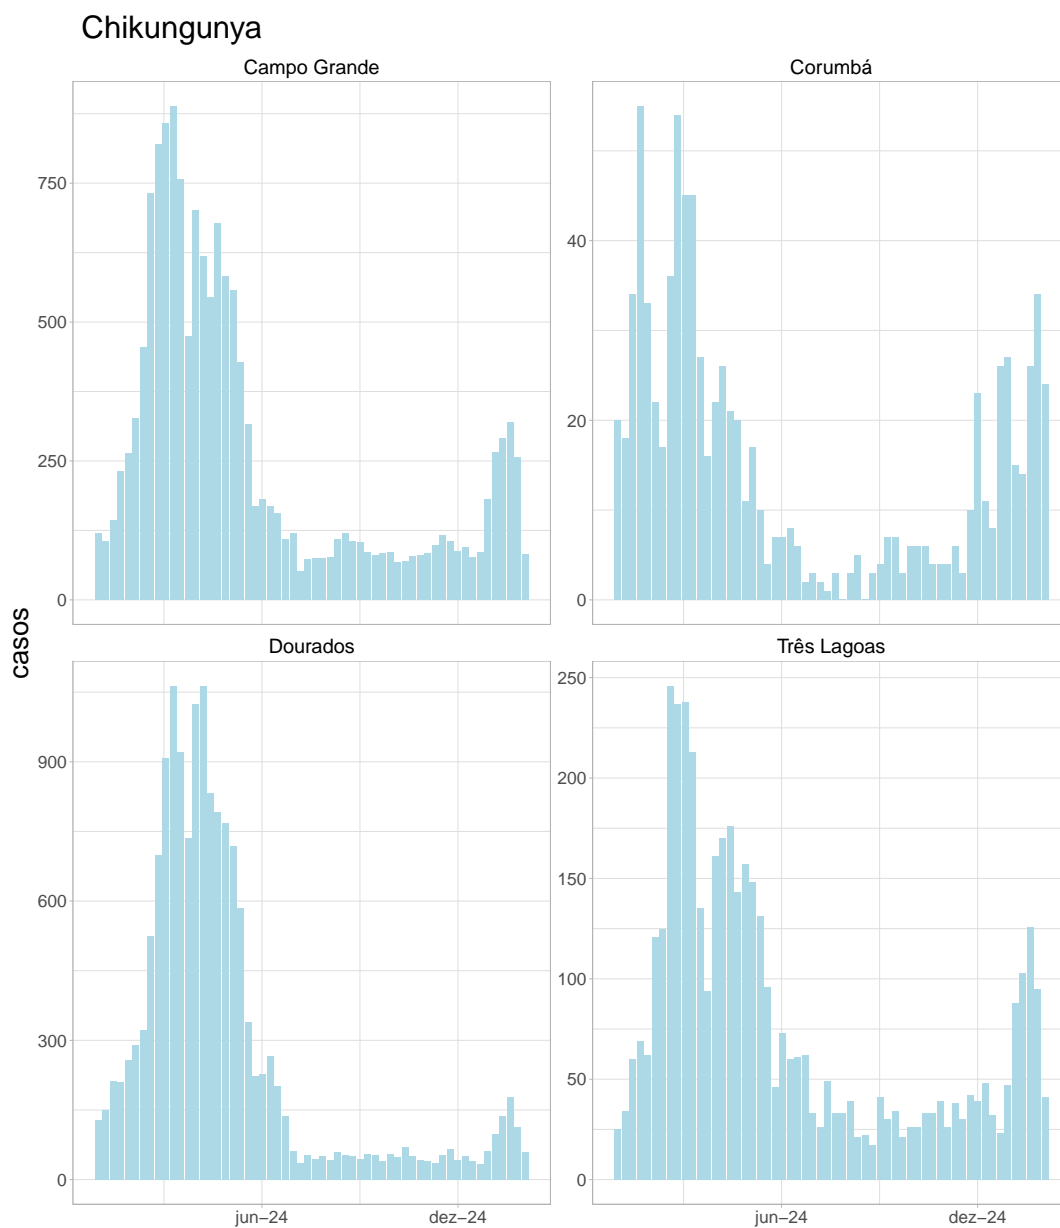 Chikungunya
Campo Grande
Corumbá
750
500
250
0
40
20
0
casos
Dourados
Três Lagoas
900
600
300
0
250
200
150
100
50
0
jun−24
dez−24
jun−24
dez−24